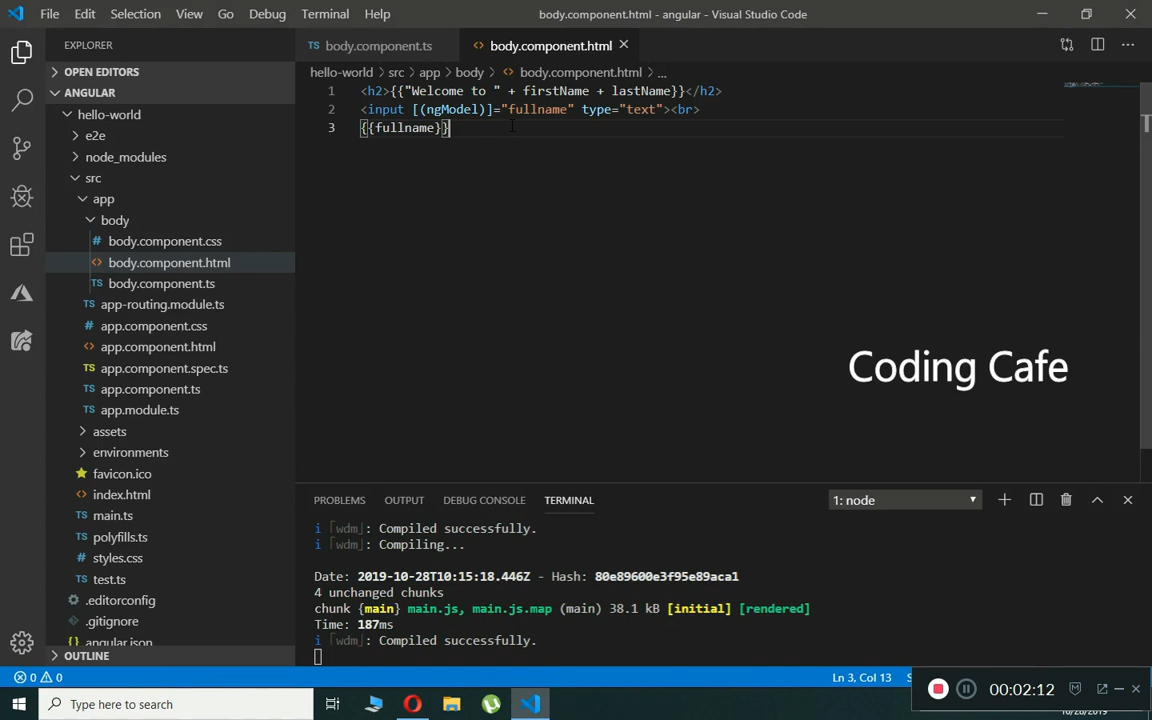 File Edit Selection View Go Debug Terminal Help
body.component.html - angular - Visual Studio Code
EXPLORER
OPEN EDITORS
ANGULAR
hello-world
e2e
node_modules
src
app
body
body.component.css
body.component.html
body.component.ts
app-routing.module.ts
app.component.css
app.component.html
app.component.spec.ts
app.component.ts
app.module.ts
assets
environments
favicon.ico
index.html
main.ts
polyfills.ts
styles.css
test.ts
.editorconfig
.gitignore
angular.json
OUTLINE
body.component.ts body.component.html
hello-world > src > app > body > body.component.html ...
1 <h2>{{"Welcome to " + firstName + lastName}}</h2>
2 <input [(ngModel)]="fullname" type="text"><br>
3 {{fullname}}
Coding Cafe
PROBLEMS OUTPUT DEBUG CONSOLE TERMINAL 1: node
i ｢wdm｣: Compiled successfully.
i ｢wdm｣: Compiling...
Date: 2019-10-28T10:15:18.446Z - Hash: 80e89600e3f95e89aca1
4 unchanged chunks
chunk {main} main.js, main.js.map (main) 38.1 kB [initial] [rendered]
Time: 187ms
i ｢wdm｣: Compiled successfully.
0 0 Ln 3, Col 13
00:02:12
Type here to search
10/28/2019